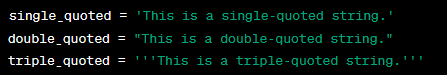 single_quoted = 'This is a single-quoted string.'
double_quoted = "This is a double-quoted string."
triple_quoted = '''This is a triple-quoted string.'''